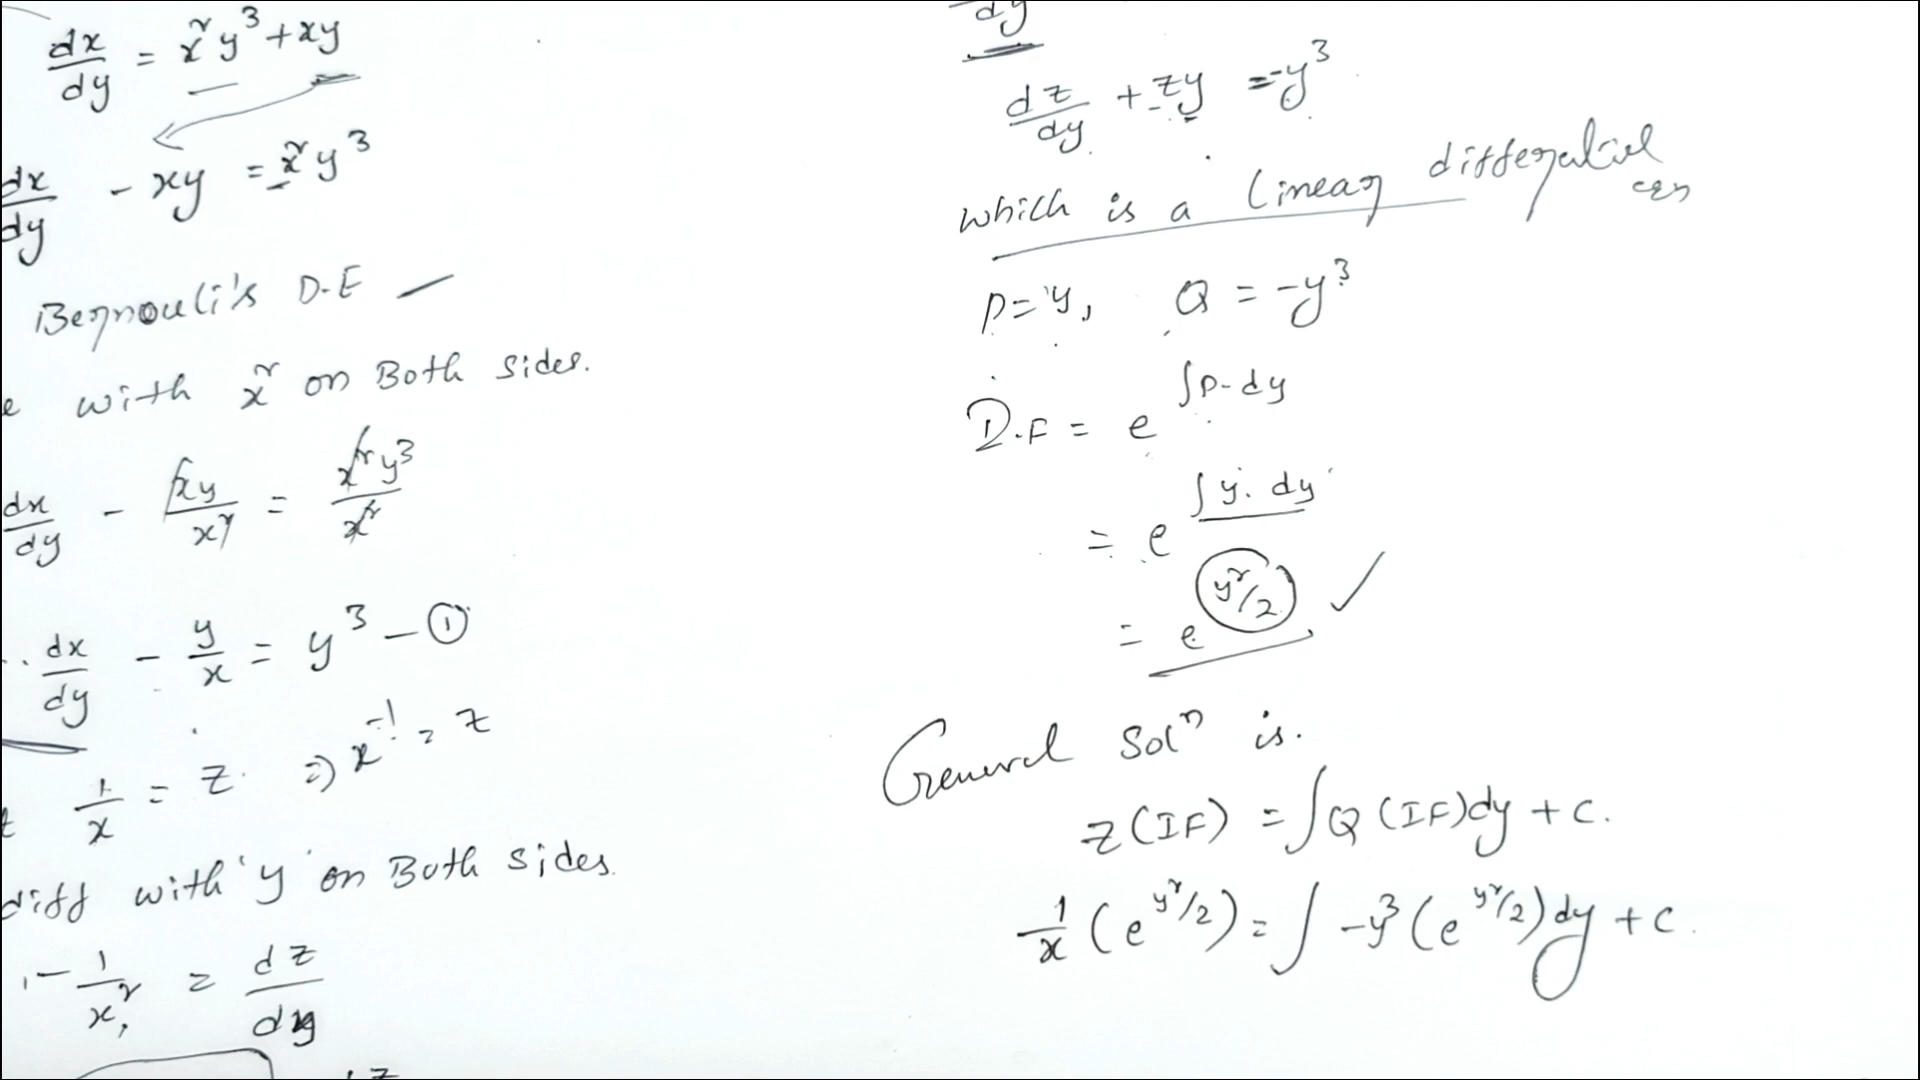 dx/dy = x²y³ + xy
dx/dy - xy = x²y³
Bernouli's D.E
e with x² on Both sides.
dx/dy - xy/x² = x²y³/x²
dx/dy - y/x = y³ - ①
1/x = z ⇒ x⁻¹ = z
diff with 'y' on Both sides.
- 1/x² = dz/dy
dy
dz/dy + zy = -y³
which is a linear differential eqn
P = y, Q = -y³
I.F = e^∫P.dy
= e^∫y.dy
= e^y²/2 ✓
General Solⁿ is.
z(IF) = ∫Q(IF)dy + c.
1/x (e^y²/2) = ∫-y³(e^y²/2)dy + c.